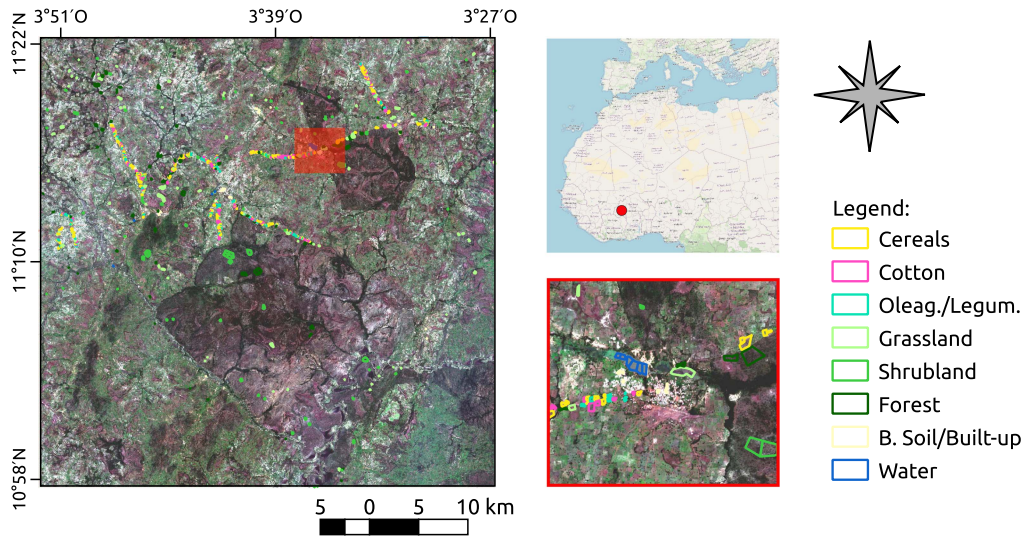 3°51′O 3°39′O 3°27′O
11°22′N
11°10′N
10°58′N
5 0 5 10 km
Legend:
Cereals
Cotton
Oleag./Legum.
Grassland
Shrubland
Forest
B. Soil/Built-up
Water